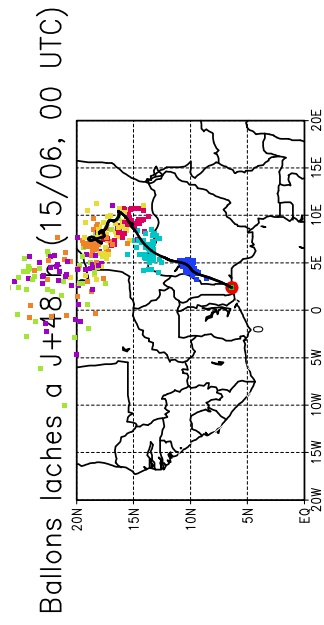 Ballons laches a J+48 h (15/06, 00 UTC)
20N
15N
10N
5N
0
EQ
20W 15W 10W 5W 0 5E 10E 15E 20E